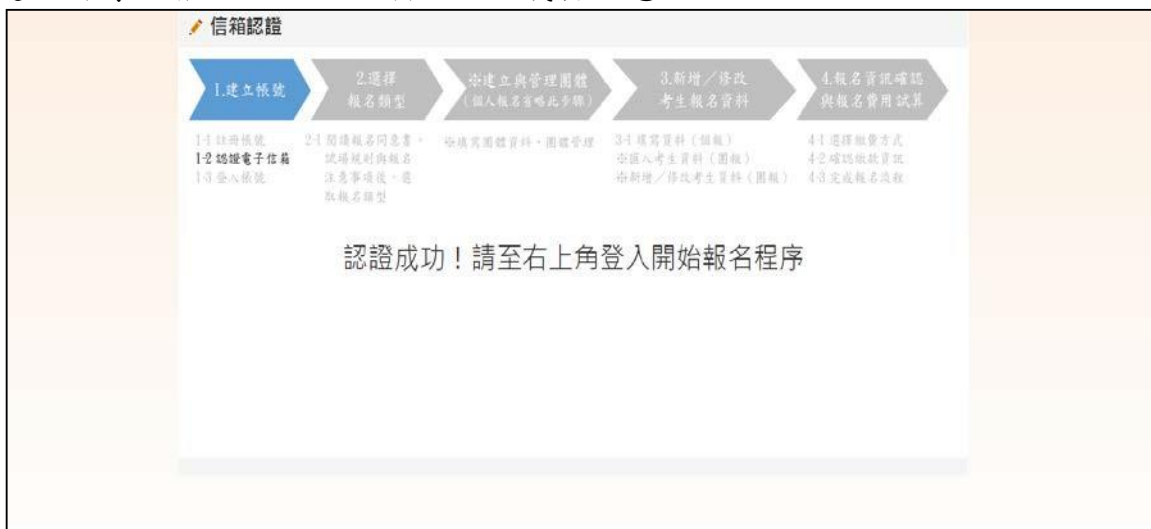 信箱認證
1.建立帳號
2.選擇
報名類型
※建立與管理團體
(個人報名省略此步驟)
3.新增／修改
考生報名資料
4.報名資訊確認
與報名費用試算
1-1 註冊帳號
1-2 認證電子信箱
1-3 登入帳號
2-1 閱讀報名同意書、
試場規則與報名
注意事項後，選
取報名類型
※填寫團體資料、團體管理
3-1 填寫資料（個報）
※匯入考生資料（團報）
※新增／修改考生資料（團報）
4-1 選擇繳費方式
4-2 確認繳款資訊
4-3 完成報名流程
認證成功！請至右上角登入開始報名程序